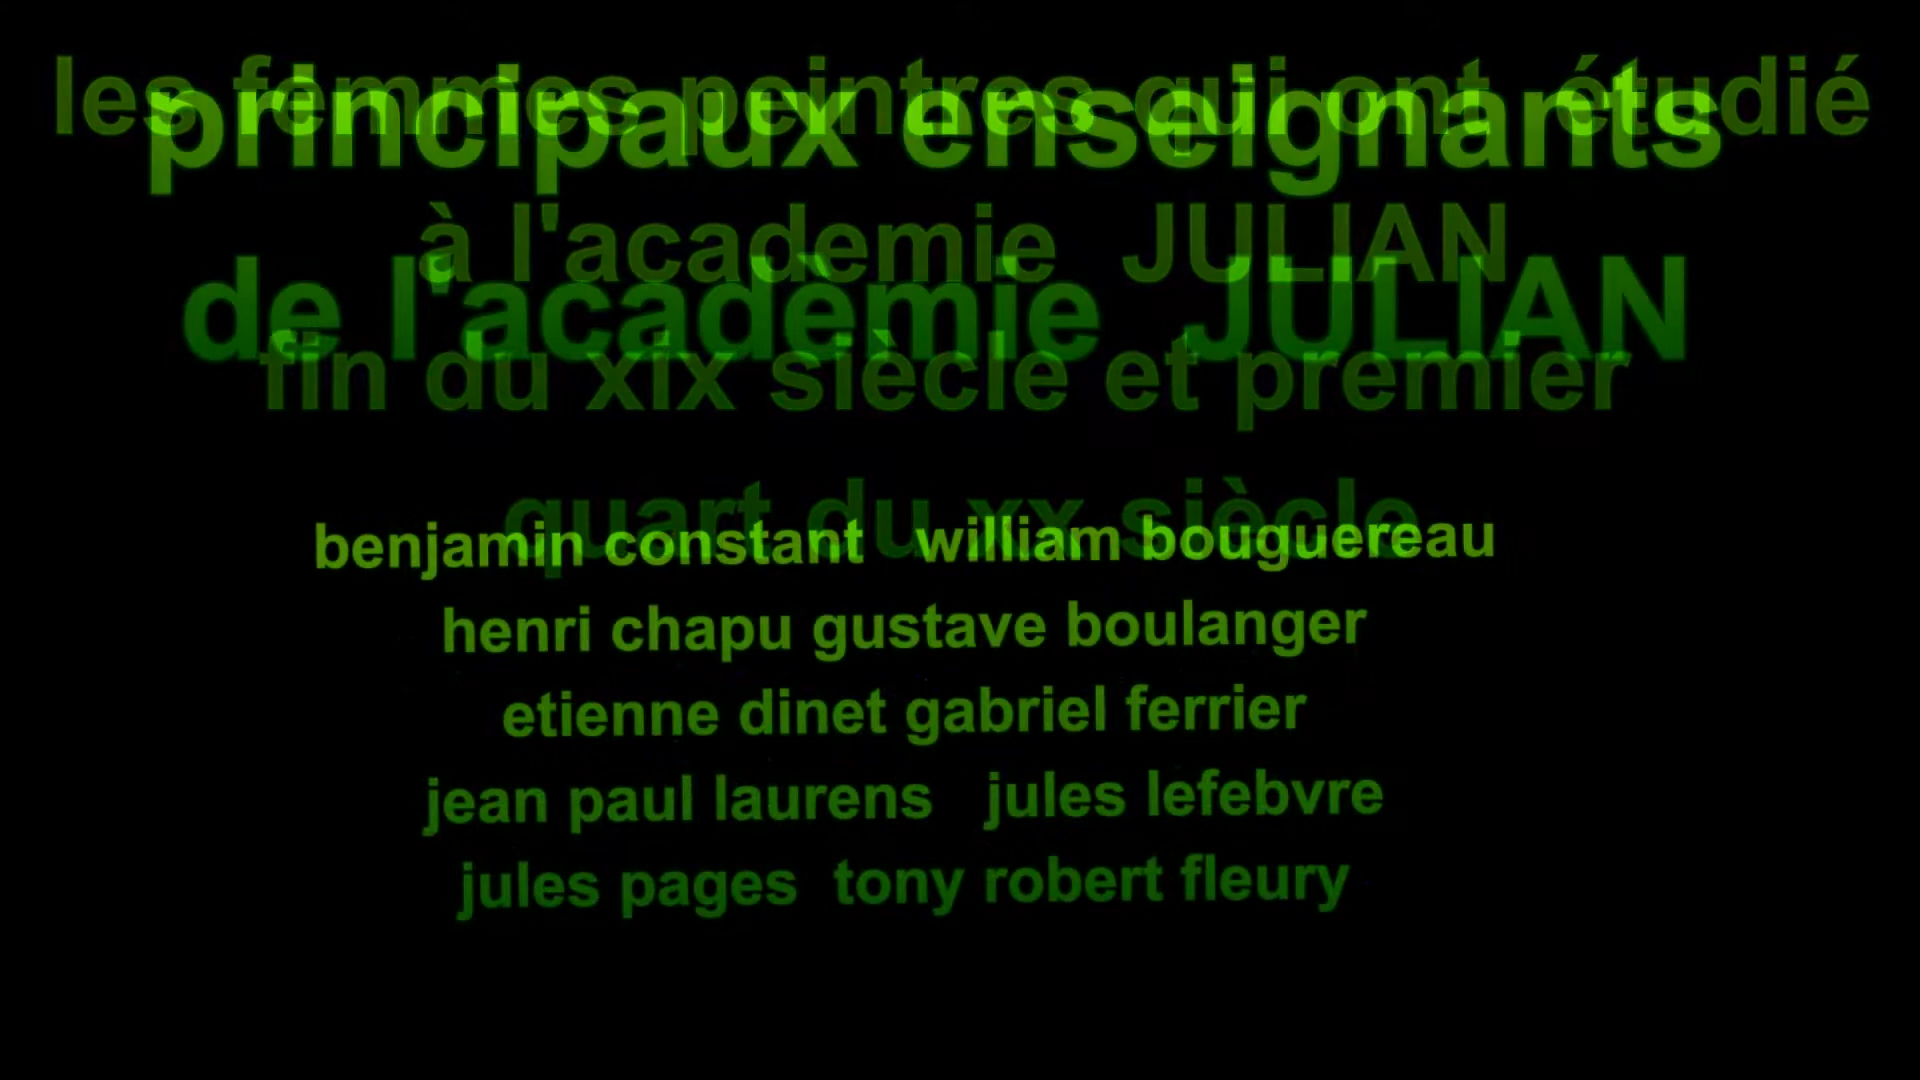 les femmes peintres qui ont étudié
principaux enseignants
à l'academie JULIAN
de l'acadèmie JULIAN
fin du xix siècle et premier
quart du xx siècle
benjamin constant william bouguereau
henri chapu gustave boulanger
etienne dinet gabriel ferrier
jean paul laurens jules lefebvre
jules pages tony robert fleury